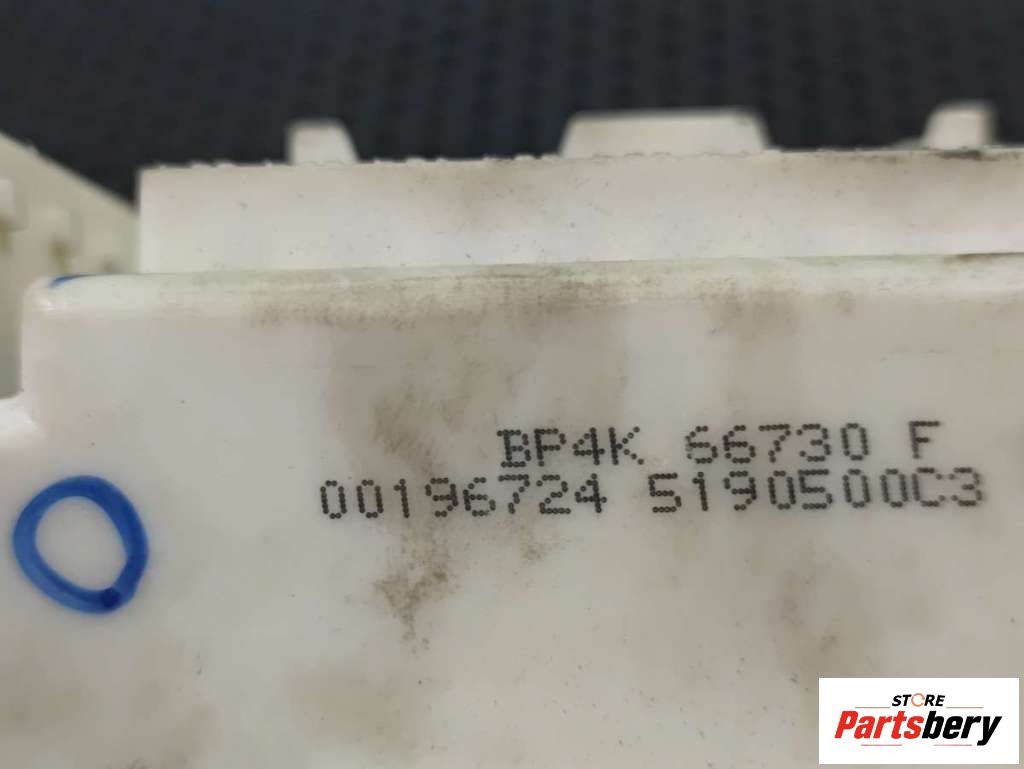 BP4K 66730 F
00196724 5190500C3
STORE
Partsbery